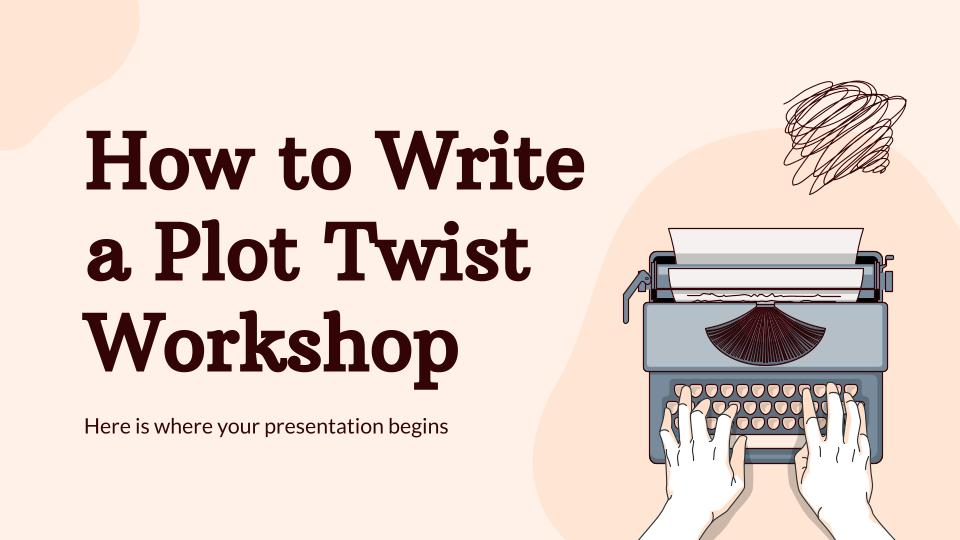 How to Write
a Plot Twist
Workshop
Here is where your presentation begins